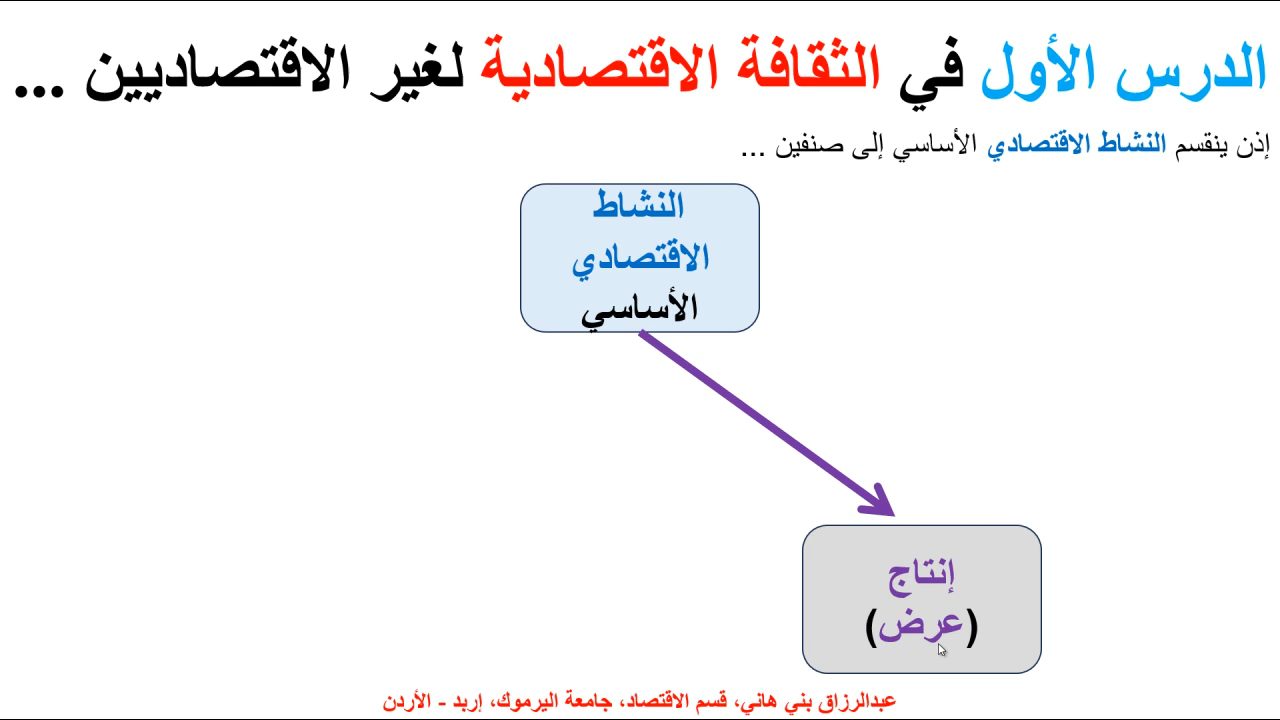 الدرس الأول في الثقافة الاقتصادية لغير الاقتصاديين ...
إذن ينقسم النشاط الاقتصادي الأساسي إلى صنفين ...
النشاط
الاقتصادي
الأساسي
إنتاج
(عرض)
عبدالرزاق بني هاني، قسم الاقتصاد، جامعة اليرموك، إربد - الأردن